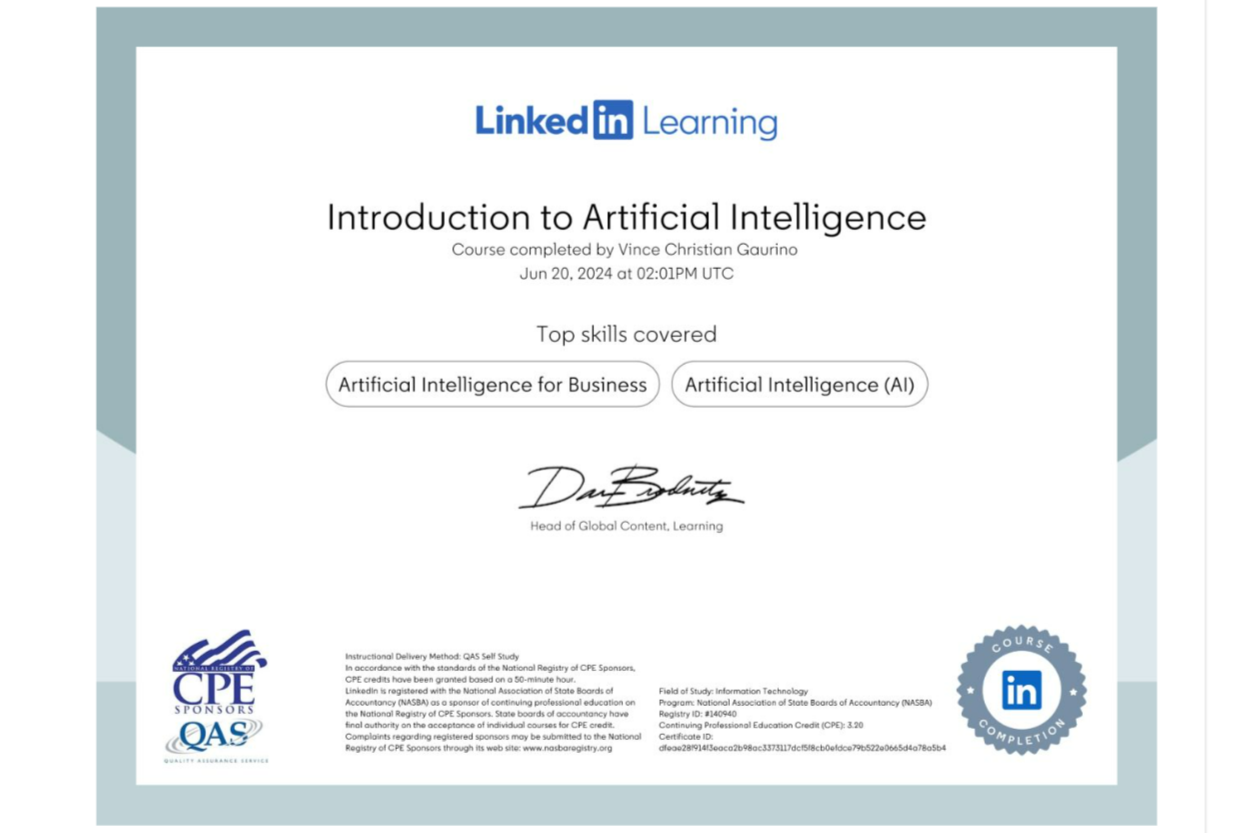 LinkedIn Learning
Introduction to Artificial Intelligence
Course completed by Vince Christian Gaurino
Jun 20, 2024 at 02:01PM UTC
Top skills covered
Artificial Intelligence for Business
Artificial Intelligence (AI)
Dan Brodnitz
Head of Global Content, Learning
NATIONAL REGISTRY OF
CPE
SPONSORS
QAS
QUALITY ASSURANCE SERVICE
Instructional Delivery Method: QAS Self Study
In accordance with the standards of the National Registry of CPE Sponsors,
CPE credits have been granted based on a 50-minute hour.
LinkedIn is registered with the National Association of State Boards of
Accountancy (NASBA) as a sponsor of continuing professional education on
the National Registry of CPE Sponsors. State boards of accountancy have
final authority on the acceptance of individual courses for CPE credit.
Complaints regarding registered sponsors may be submitted to the National
Registry of CPE Sponsors through its web site: www.nasbaregistry.org
Field of Study: Information Technology
Program: National Association of State Boards of Accountancy (NASBA)
Registry ID: #140940
Continuing Professional Education Credit (CPE): 3.20
Certificate ID:
COURSE
in
COMPLETION